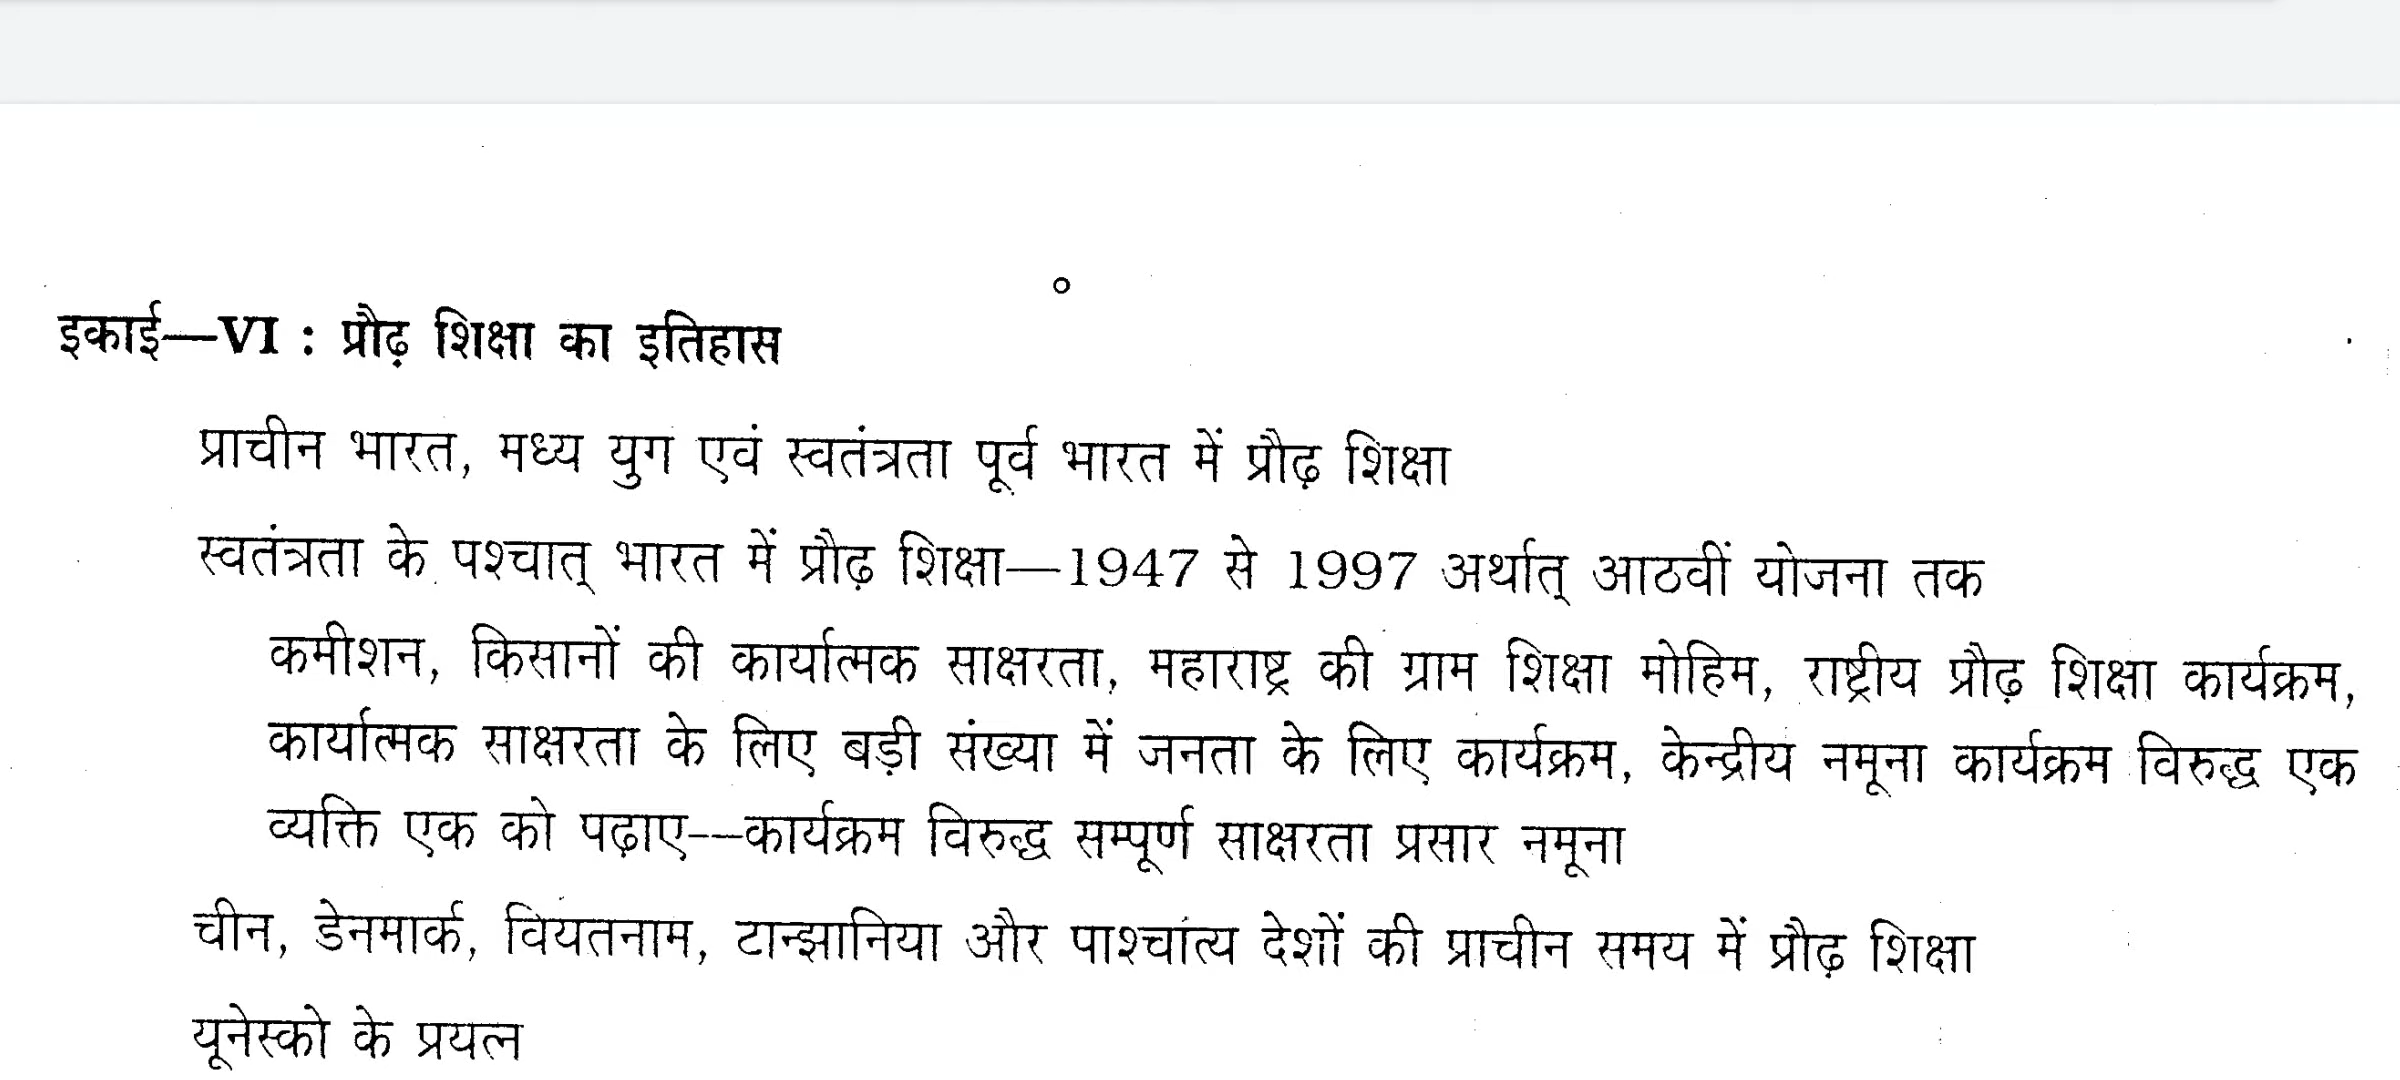 इकाई—VI : प्रौढ़ शिक्षा का इतिहास
प्राचीन भारत, मध्य युग एवं स्वतंत्रता पूर्व भारत में प्रौढ़ शिक्षा
स्वतंत्रता के पश्चात् भारत में प्रौढ़ शिक्षा—1947 से 1997 अर्थात् आठवीं योजना तक
कमीशन, किसानों की कार्यात्मक साक्षरता, महाराष्ट्र की ग्राम शिक्षा मोहिम, राष्ट्रीय प्रौढ़ शिक्षा कार्यक्रम,
कार्यात्मक साक्षरता के लिए बड़ी संख्या में जनता के लिए कार्यक्रम, केन्द्रीय नमूना कार्यक्रम विरुद्ध एक
व्यक्ति एक को पढ़ाए--कार्यक्रम विरुद्ध सम्पूर्ण साक्षरता प्रसार नमूना
चीन, डेनमार्क, वियतनाम, टान्झानिया और पाश्चांत्य देशों की प्राचीन समय में प्रौढ़ शिक्षा
यूनेस्को के प्रयत्न